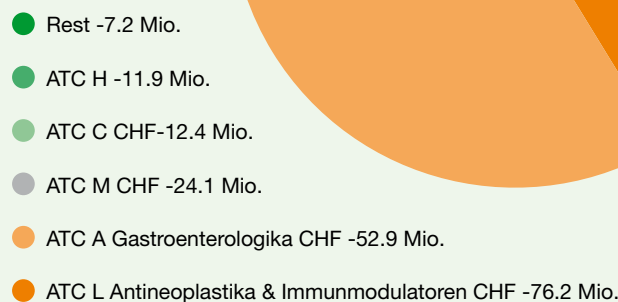 Rest -7.2 Mio.
ATC H -11.9 Mio.
ATC C CHF-12.4 Mio.
ATC M CHF -24.1 Mio.
ATC A Gastroenterologika CHF -52.9 Mio.
ATC L Antineoplastika & Immunmodulatoren CHF -76.2 Mio.